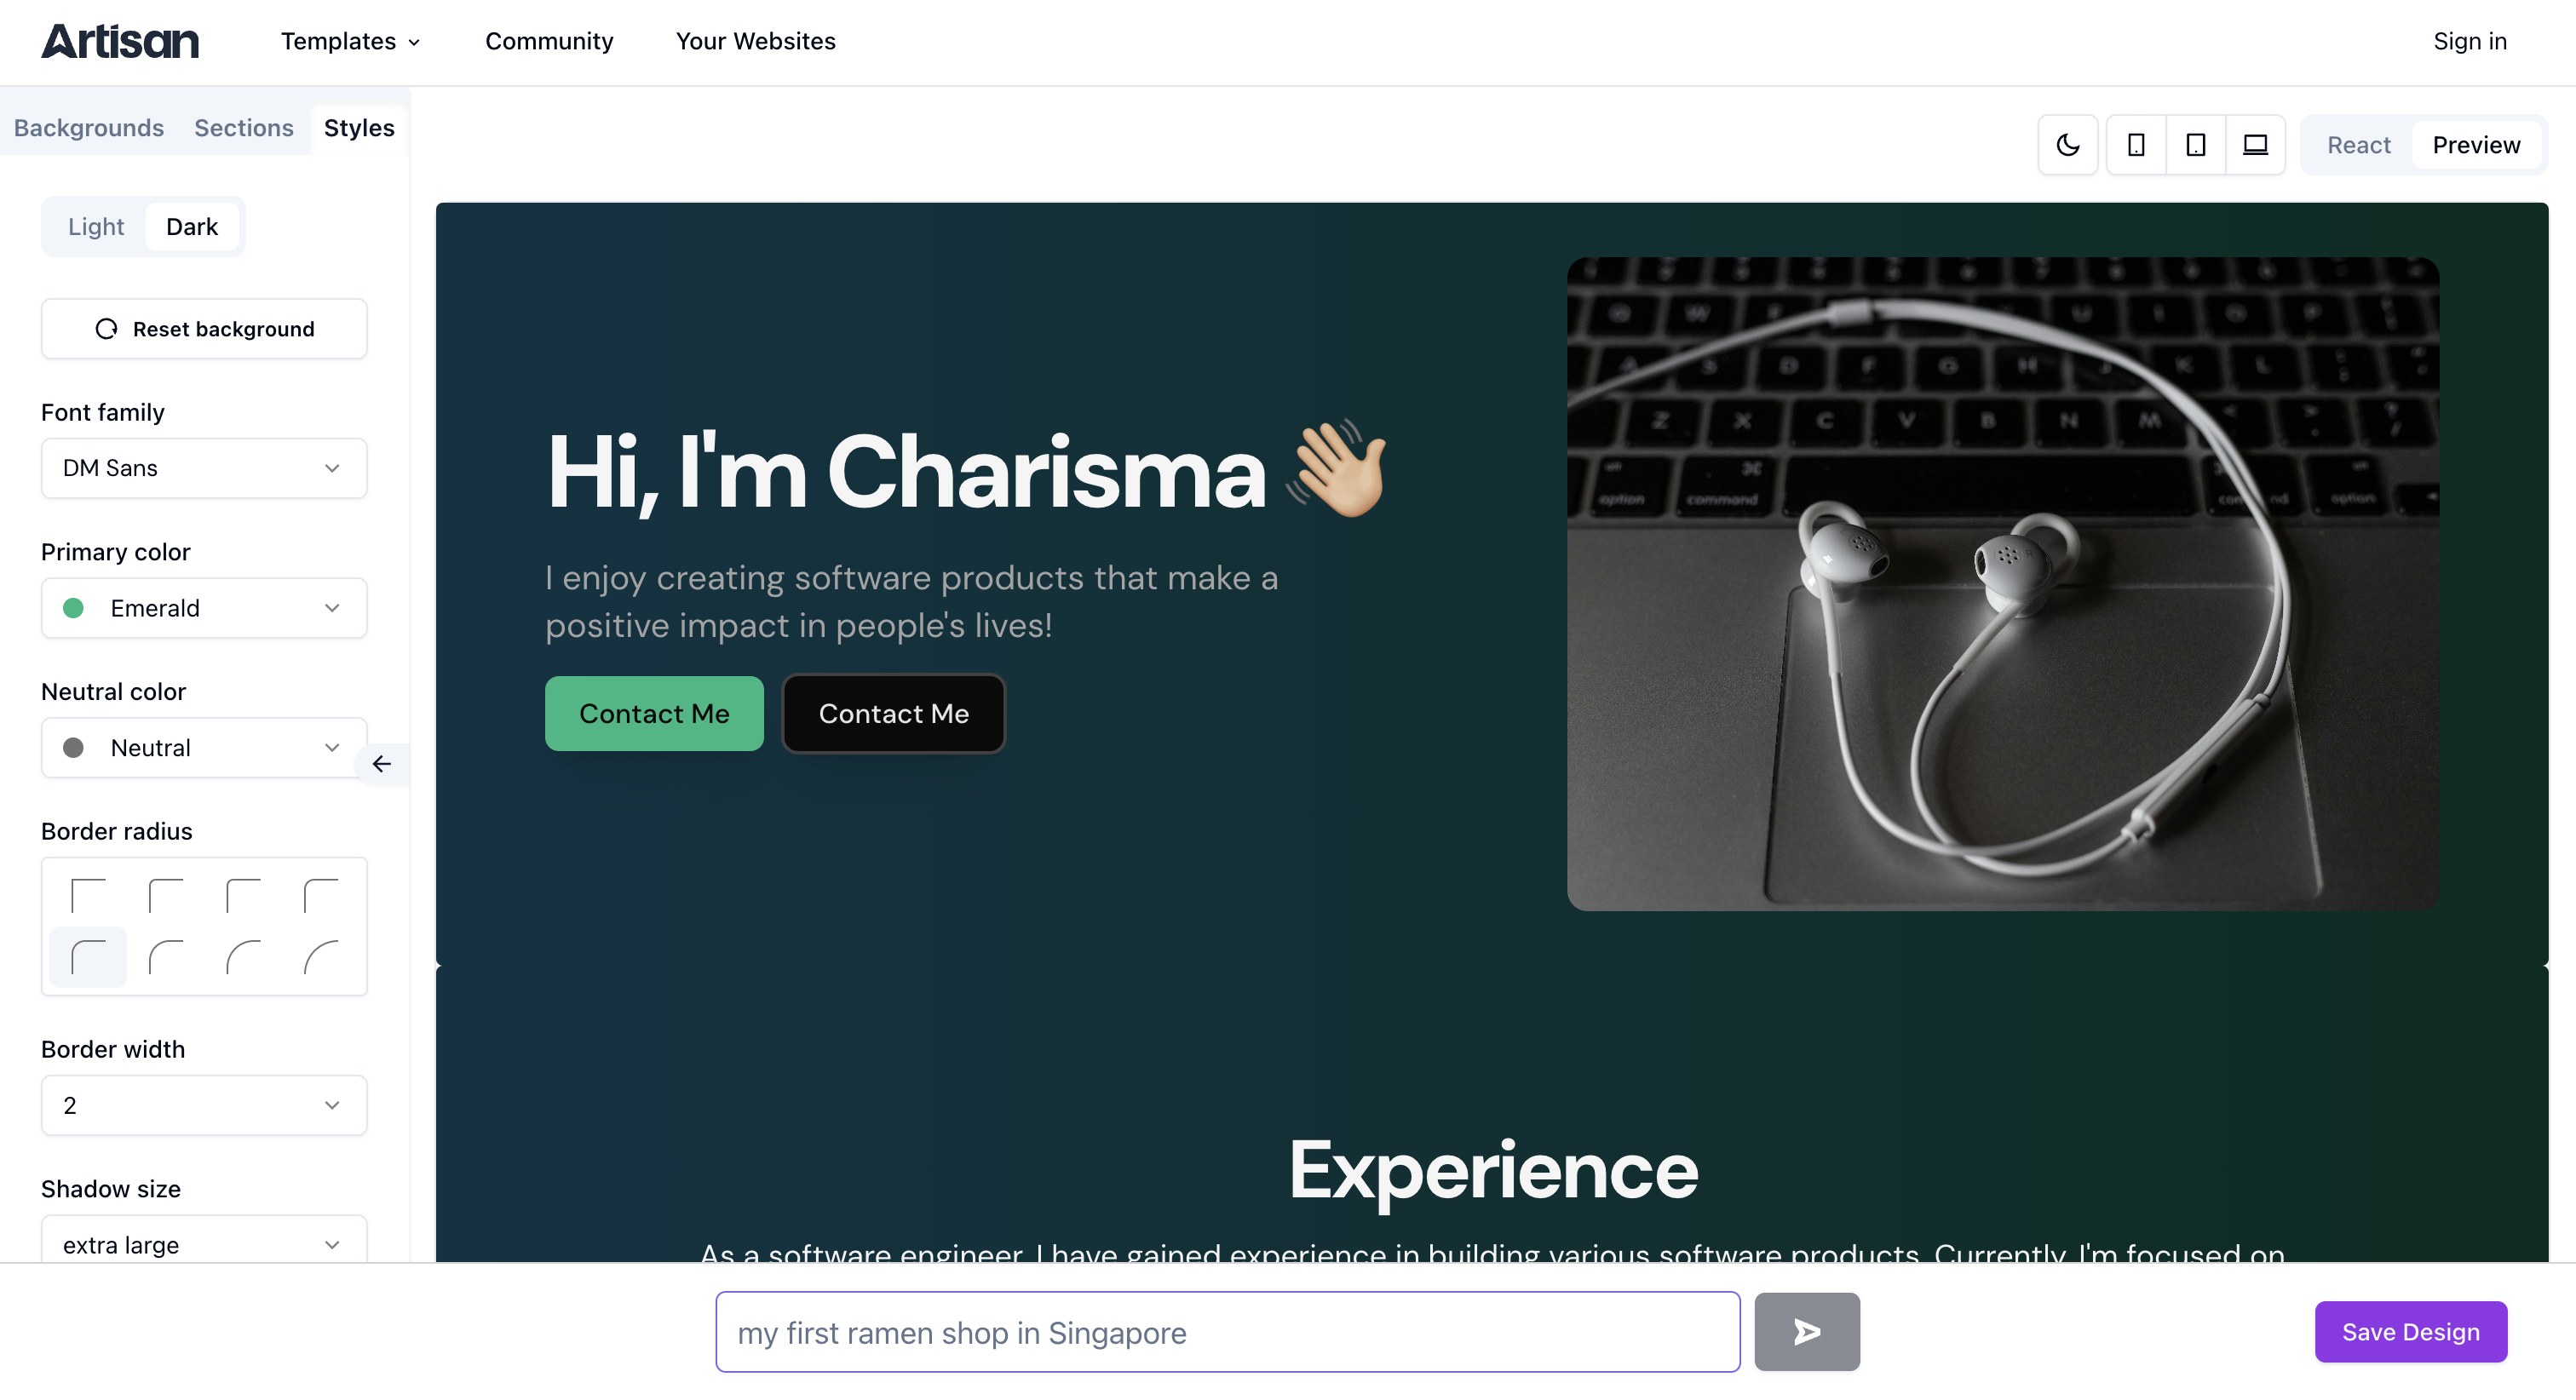 Artisan
Templates
Community
Your Websites
Sign in
Backgrounds
Sections
Styles
React
Preview
Light
Dark
Reset background
Font family
DM Sans
Primary color
Emerald
Neutral color
Neutral
Border radius
Border width
2
Shadow size
extra large
Hi, I'm Charisma 👋🏼
I enjoy creating software products that make a
positive impact in people's lives!
Contact Me
Contact Me
Z X C V B N M
option
command
option
Experience
As a software engineer, I have gained experience in building various software products. Currently, I'm focused on
my first ramen shop in Singapore
Save Design